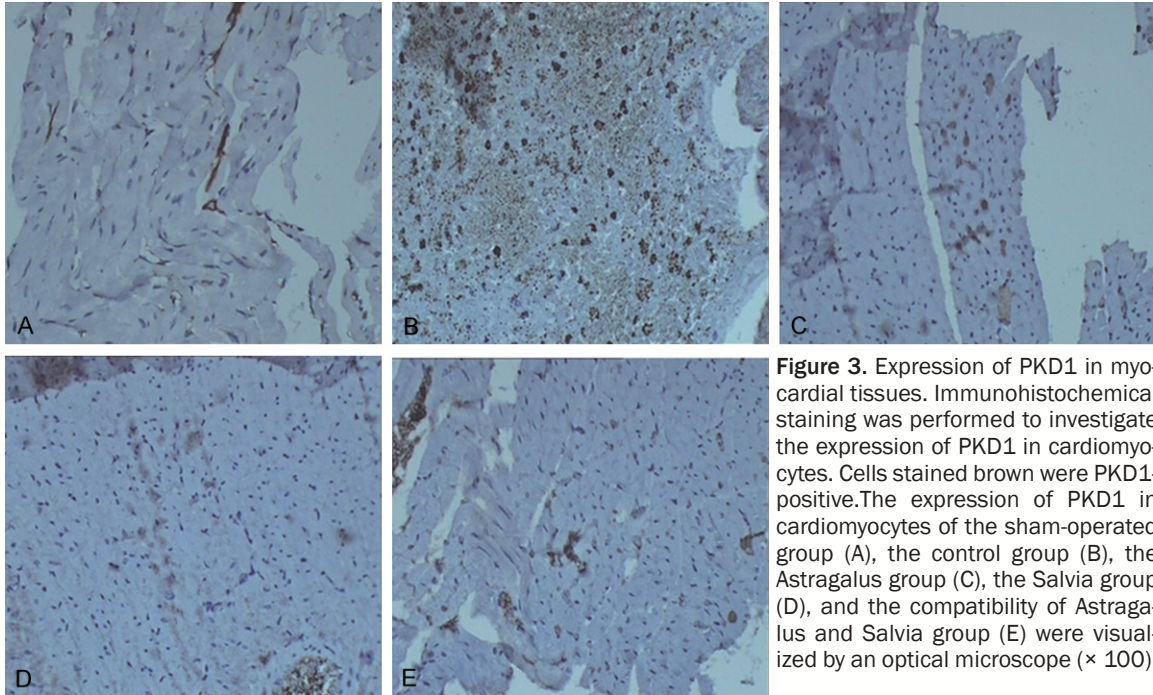 A
B
C
D
E
Figure 3. Expression of PKD1 in myo-
cardial tissues. Immunohistochemica
staining was performed to investigate
the expression of PKD1 in cardiomyo-
cytes. Cells stained brown were PKD1-
positive.The expression of PKD1 in
cardiomyocytes of the sham-operated
group (A), the control group (B), the
Astragalus group (C), the Salvia group
(D), and the compatibility of Astraga-
lus and Salvia group (E) were visual-
ized by an optical microscope (× 100)